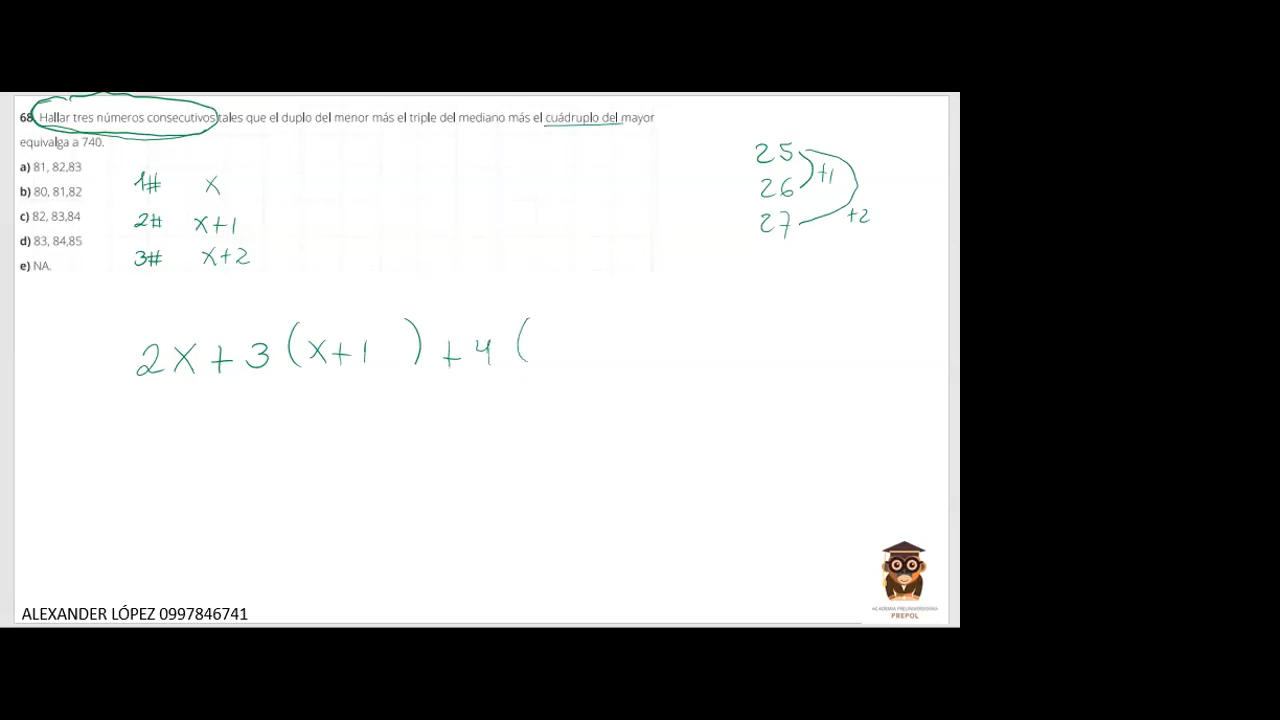 68. Hallar tres números consecutivos tales que el duplo del menor más el triple del mediano más el cuádruplo del mayor
equivalga a 740.
a) 81, 82,83
b) 80, 81,82
c) 82, 83,84
d) 83, 84,85
e) NA.
1# x
2# x+1
3# x+2
25
26
27
+1
+2
2x+3(x+1)+4(
ACADEMIA PREUNIVERSITARIA
PREPOL
ALEXANDER LÓPEZ 0997846741